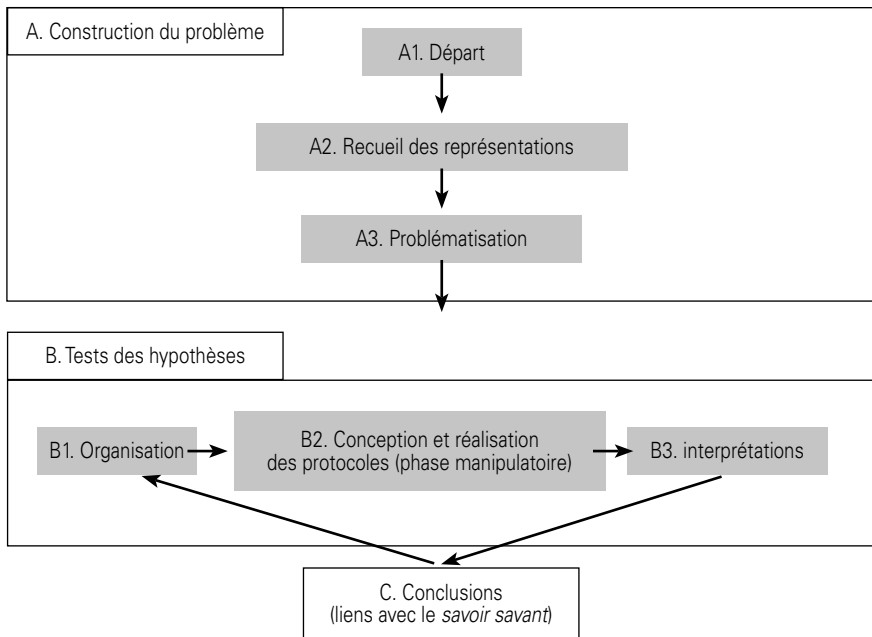 A. Construction du problème
A1. Départ
A2. Recueil des représentations
A3. Problématisation
B. Tests des hypothèses
B1. Organisation
B2. Conception et réalisation
des protocoles (phase manipulatoire)
B3. interprétations
C. Conclusions
(liens avec le savoir savant)